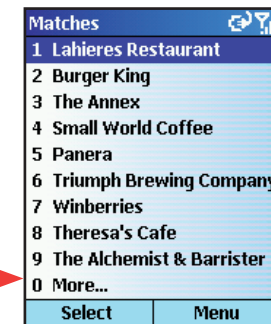 Matches
1 Lahieres Restaurant
2 Burger King
3 The Annex
4 Small World Coffee
5 Panera
6 Triumph Brewing Company
7 Winberries
8 Theresa's Cafe
9 The Alchemist & Barrister
0 More...
Select Menu